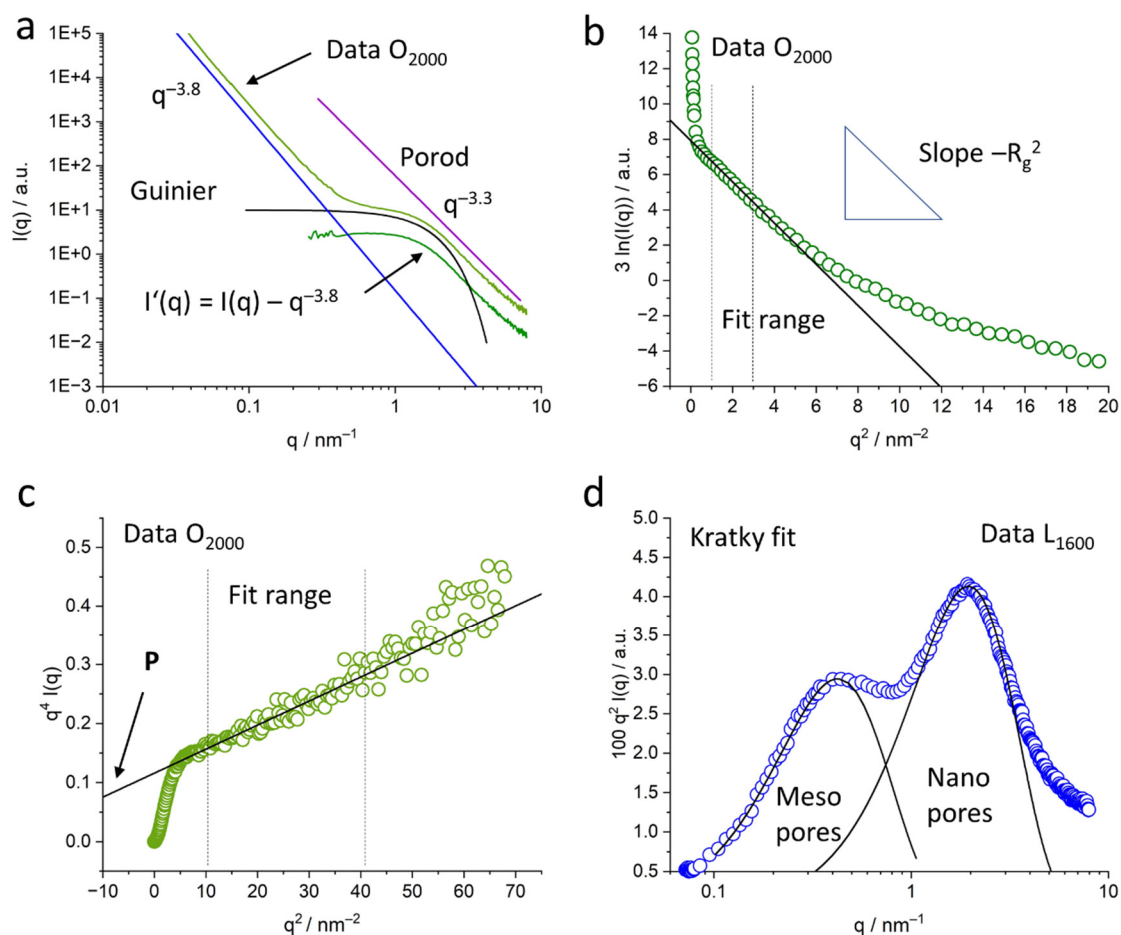 a
1E+5
1E+4
1E+3
1E+2
1E+1
1E+0
1E-1
1E-2
1E-3
I(q) / a.u.
Data O₂₀₀₀
q⁻³·⁸
Porod
Guinier
q⁻³·³
I‘(q) = I(q) – q⁻³·⁸
0.01 0.1 1 10
q / nm⁻¹
b
14
12
10
8
6
4
2
0
−2
−4
−6
3 ln(I(q)) / a.u.
Data O₂₀₀₀
Slope –R_g²
Fit range
0 2 4 6 8 10 12 14 16 18 20
q² / nm⁻²
c
0.5
0.4
0.3
0.2
0.1
0.0
q⁴ I(q)
Data O₂₀₀₀
Fit range
P
−10 0 10 20 30 40 50 60 70
q² / nm⁻²
d
5.0
4.5
4.0
3.5
3.0
2.5
2.0
1.5
1.0
0.5
100 q² I(q) / a.u.
Kratky fit
Data L₁₆₀₀
Meso
pores
Nano
pores
0.1 1 10
q / nm⁻¹